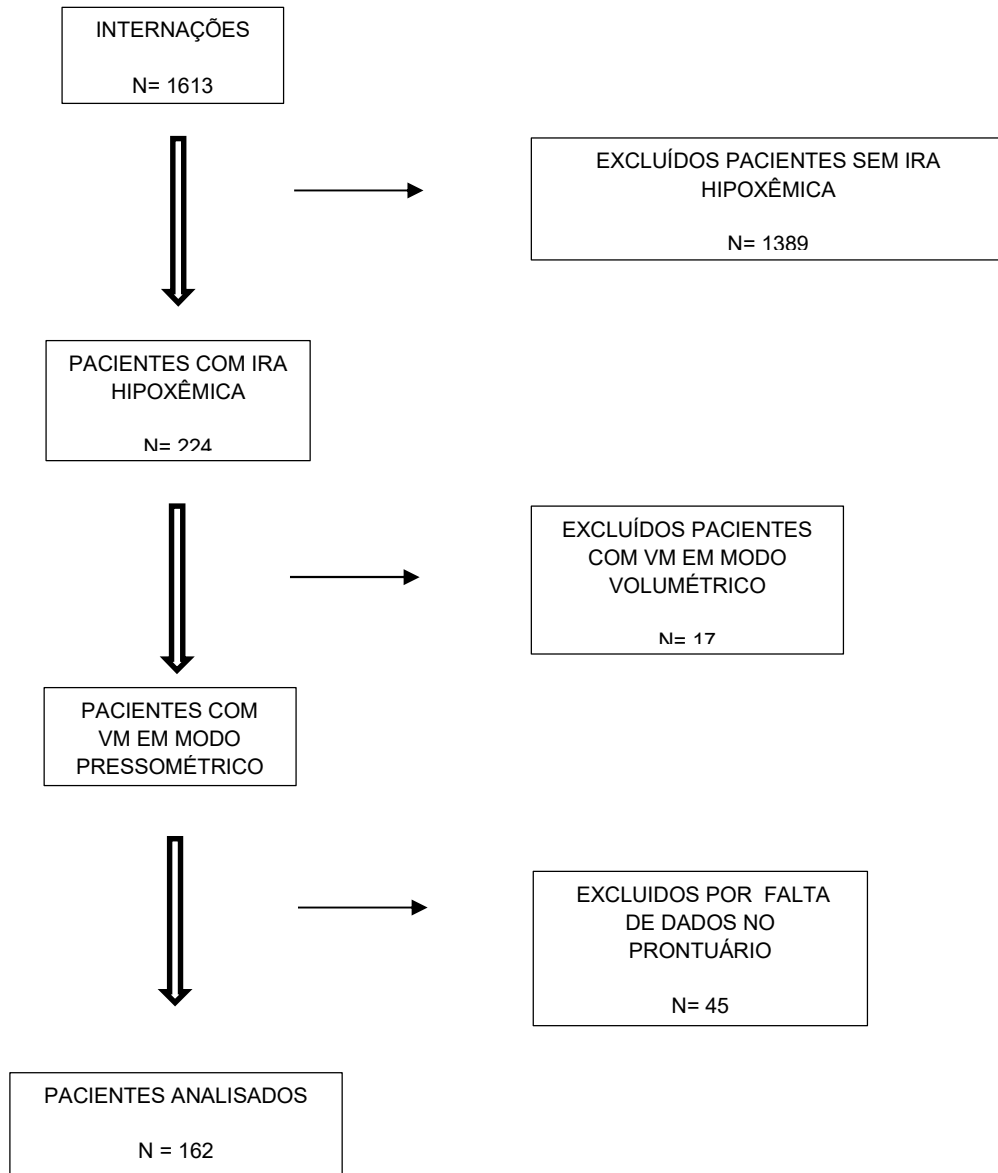 INTERNAÇÕES
N= 1613
EXCLUÍDOS PACIENTES SEM IRA
HIPOXÊMICA
N= 1389
PACIENTES COM IRA
HIPOXÊMICA
N= 224
EXCLUÍDOS PACIENTES
COM VM EM MODO
VOLUMÉTRICO
N= 17
PACIENTES COM
VM EM MODO
PRESSOMÉTRICO
EXCLUIDOS POR FALTA
DE DADOS NO
PRONTUÁRIO
N= 45
PACIENTES ANALISADOS
N = 162